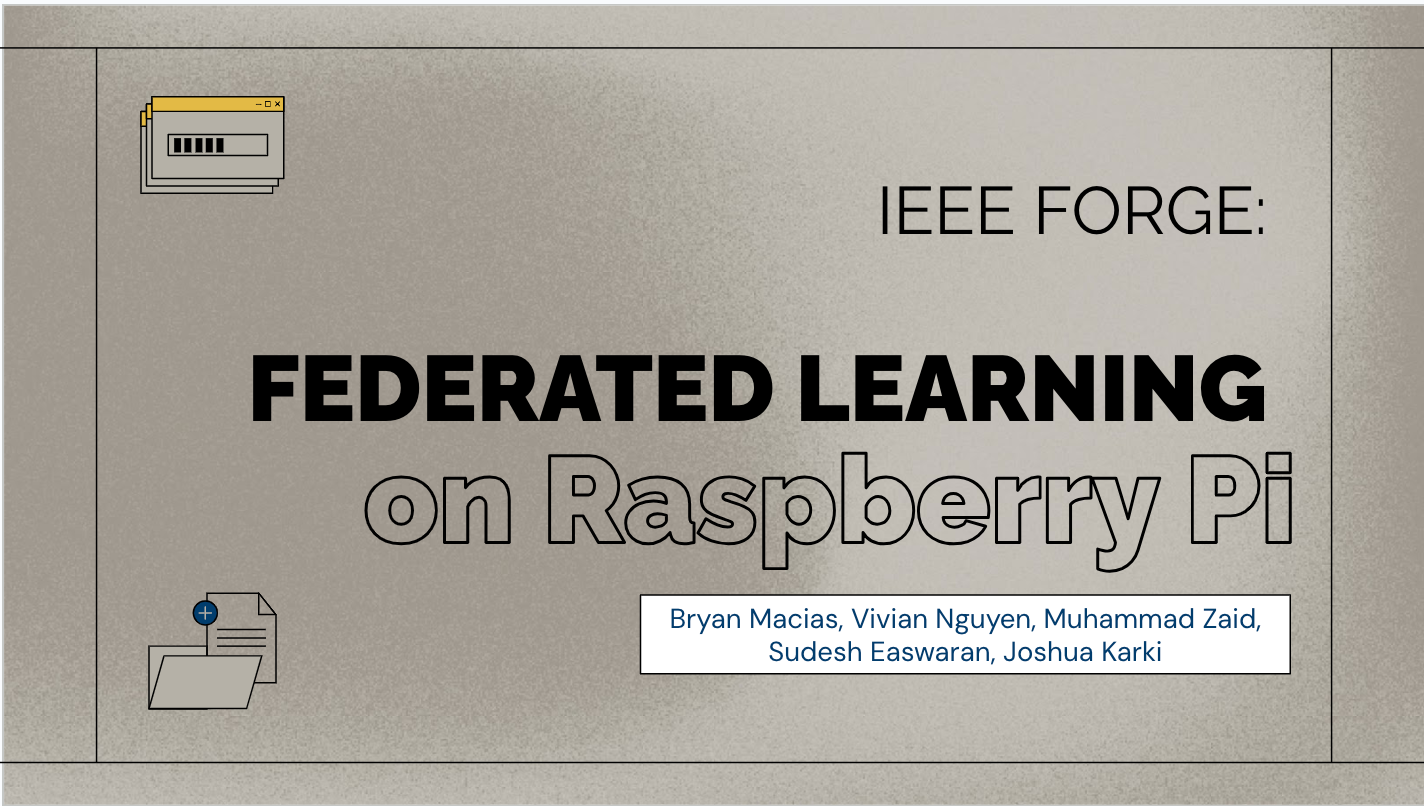 IEEE FORGE:
FEDERATED LEARNING
on Raspberry Pi
Bryan Macias, Vivian Nguyen, Muhammad Zaid,
Sudesh Easwaran, Joshua Karki